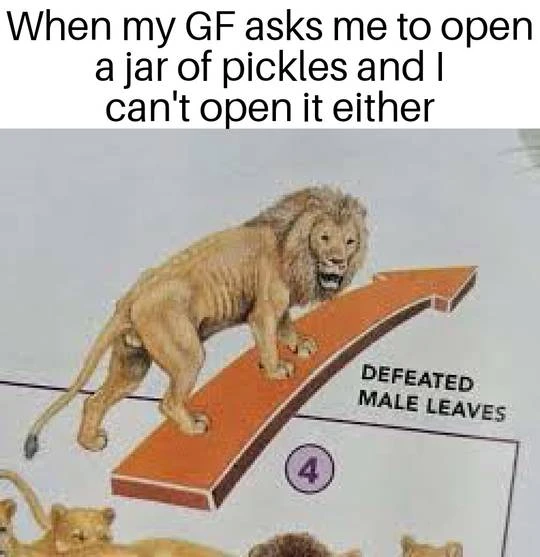 When my GF asks me to open
a jar of pickles and I
can't open it either
DEFEATED
MALE LEAVES
4